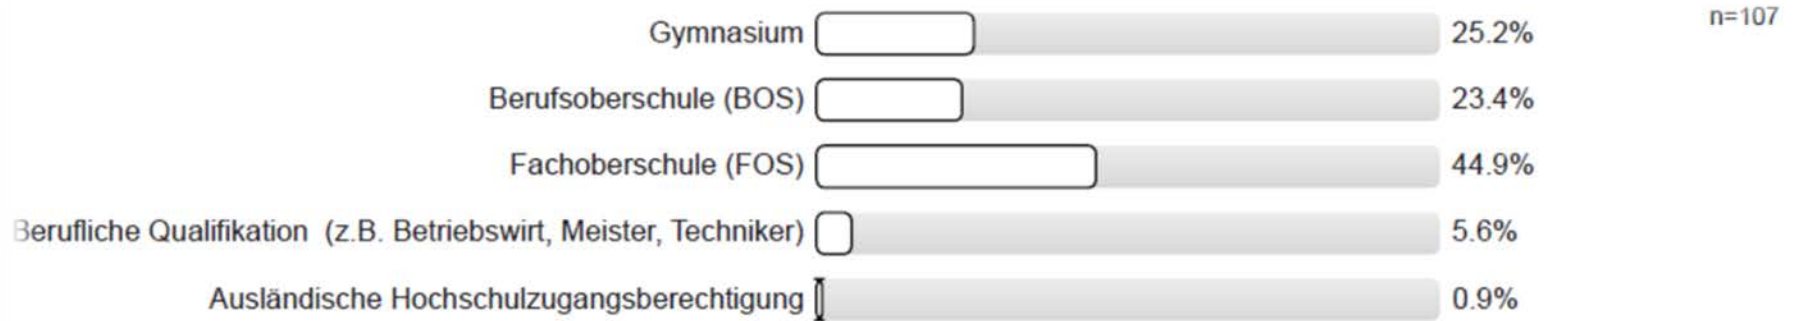 Gymnasium 25.2% n=107
Berufsoberschule (BOS) 23.4%
Fachoberschule (FOS) 44.9%
Berufliche Qualifikation (z.B. Betriebswirt, Meister, Techniker) 5.6%
Ausländische Hochschulzugangsberechtigung 0.9%